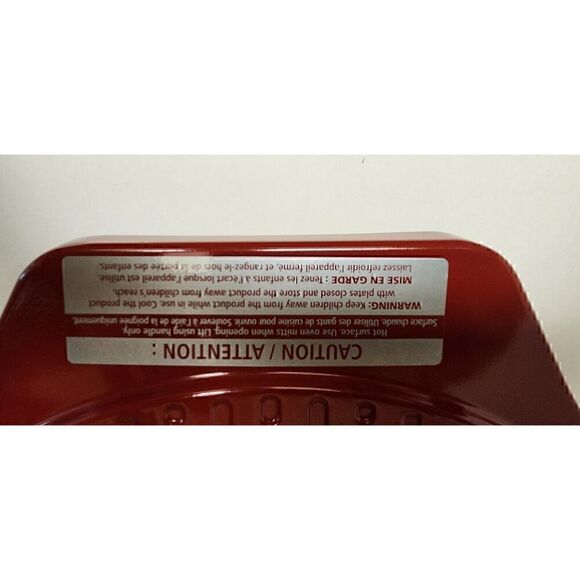 CAUTION / ATTENTION :
Hot surface. Use oven mitts when opening. Lift using handle only.
Surface chaude. Utiliser des gants de cuisine pour ouvrir. Soulever à l'aide de la poignée uniquement.
WARNING: Keep children away from the product while in use. Cool the product
with plates closed and store the product away from children's reach.
MISE EN GARDE : Tenez les enfants à l'écart lorsque l'appareil est utilisé.
Laissez refroidir l'appareil fermé, et rangez-le hors de la portée des enfants.